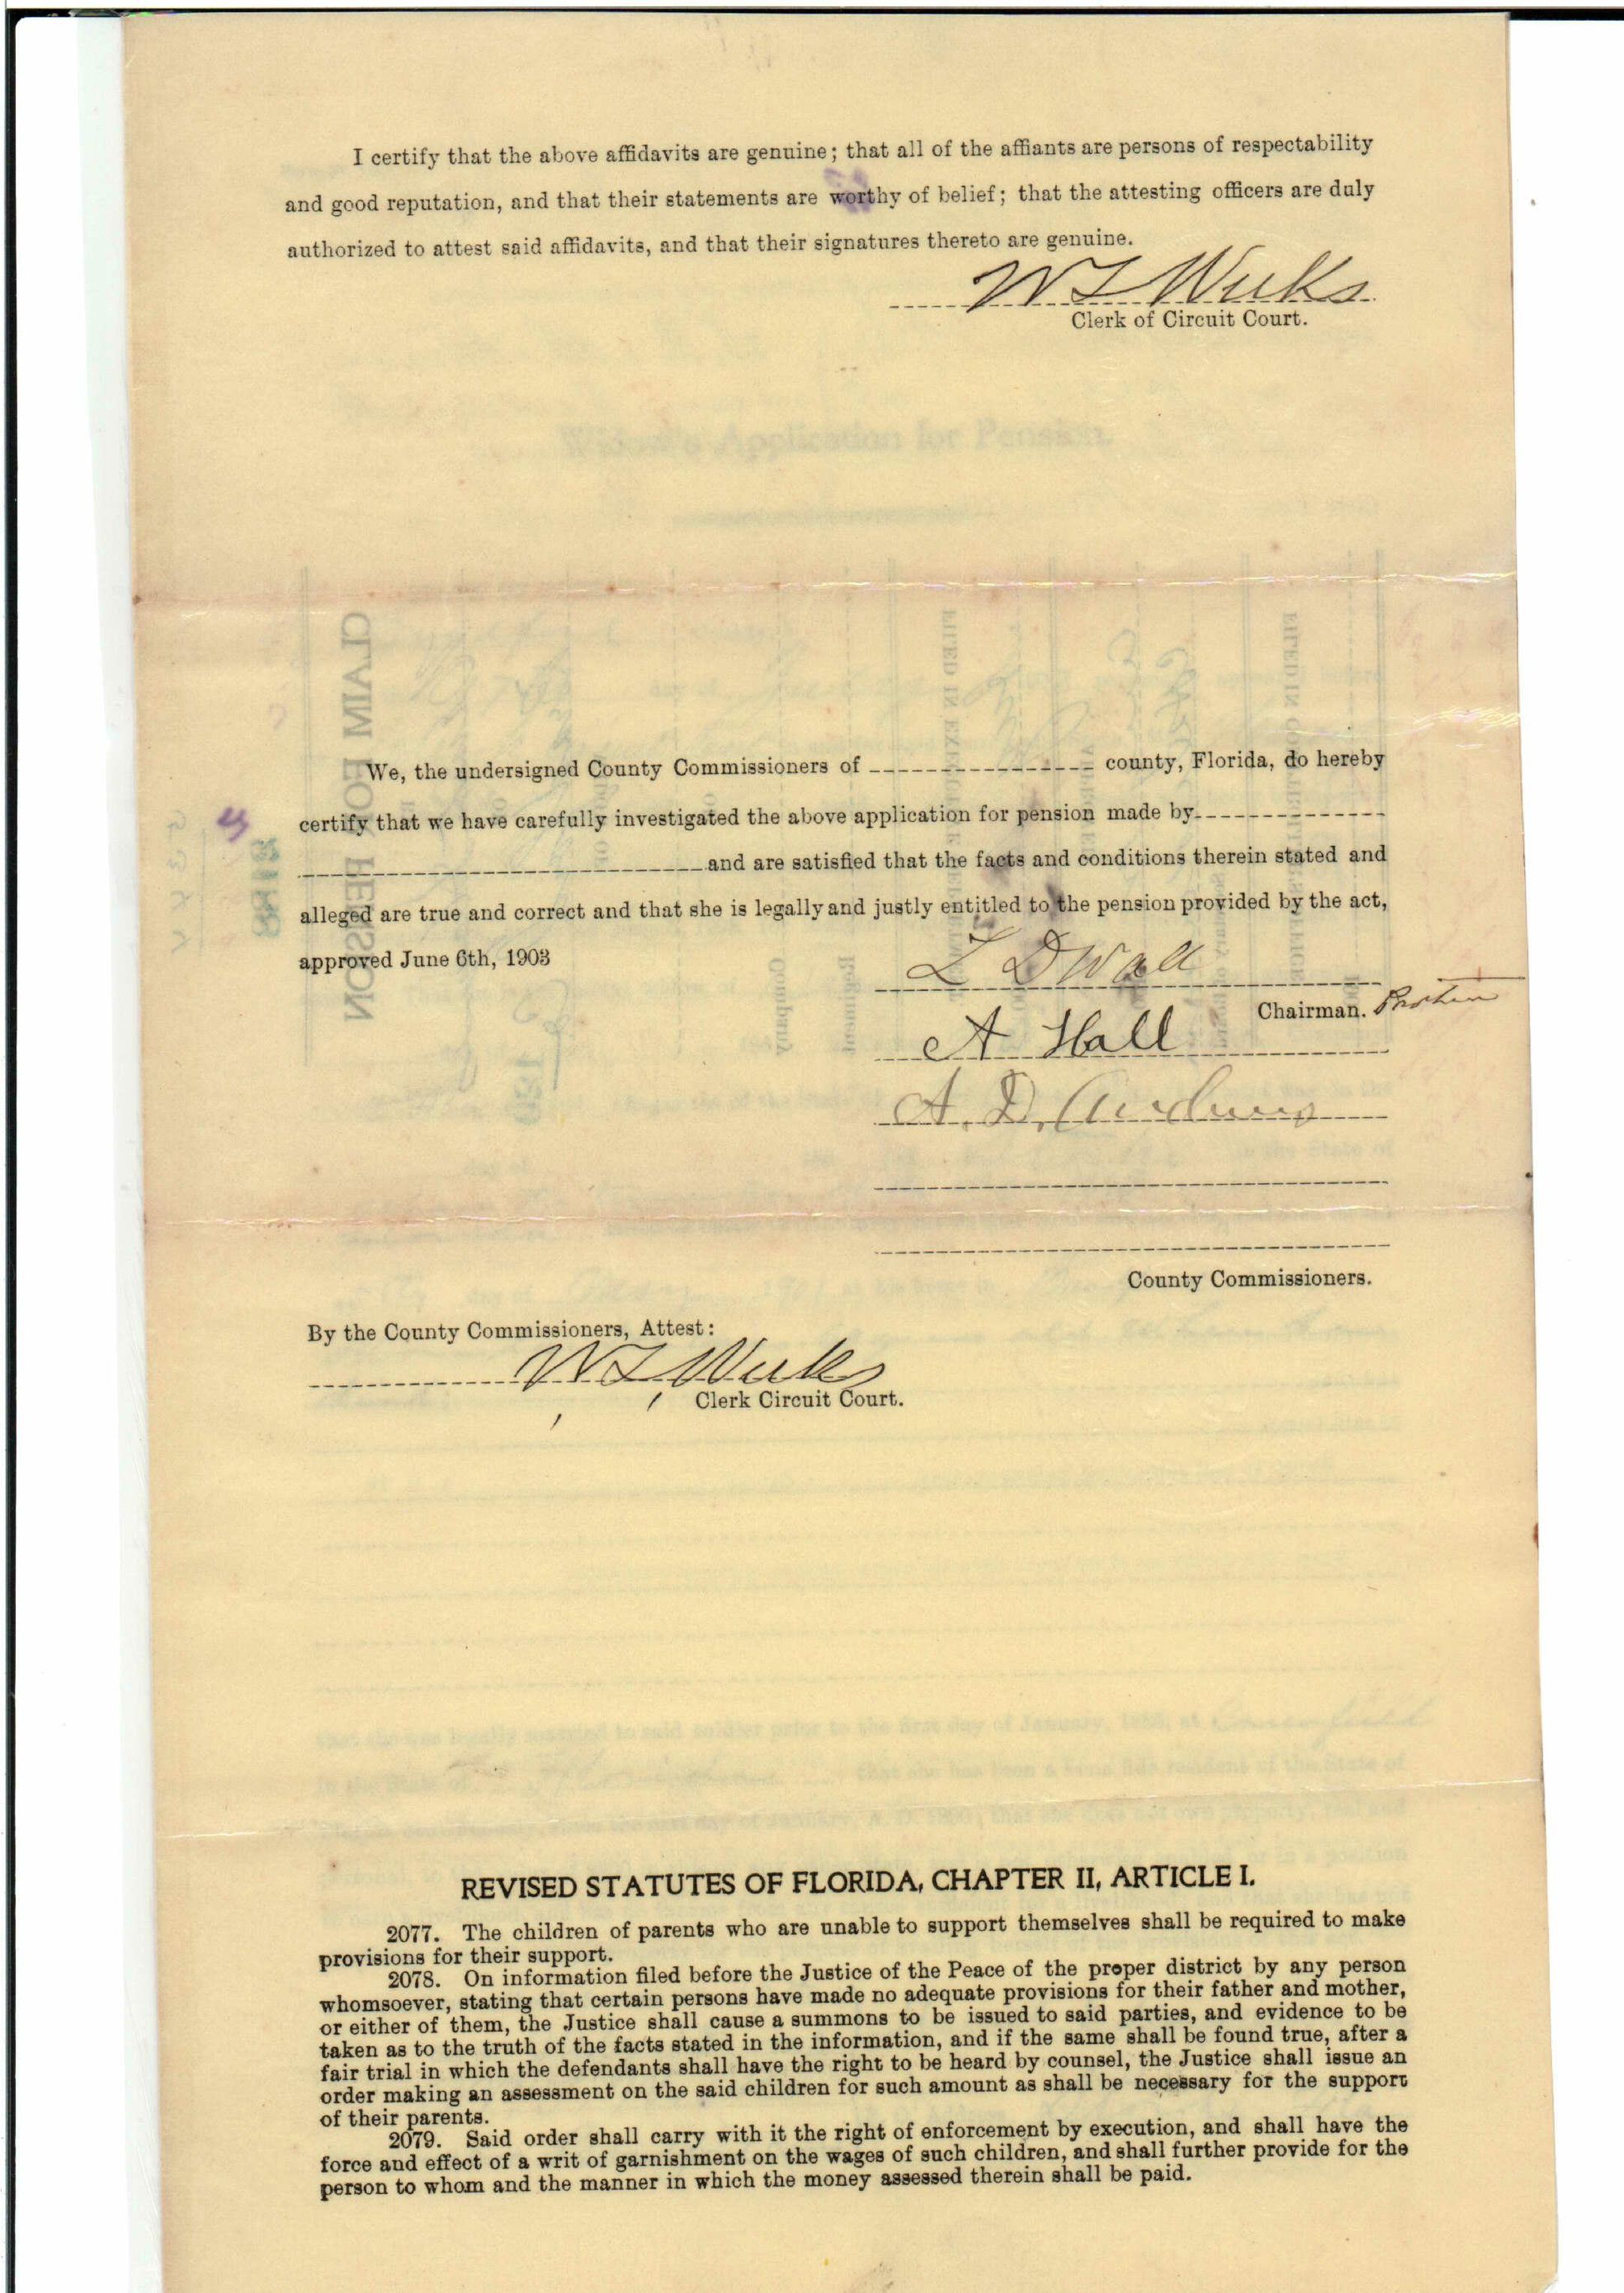 I certify that the above affidavits are genuine; that all of the affiants are persons of respectability
and good reputation, and that their statements are worthy of belief; that the attesting officers are duly
authorized to attest said affidavits, and that their signatures thereto are genuine.
W L Weeks
Clerk of Circuit Court.
Widow's Application for Pension.
We, the undersigned County Commissioners of ------------------ county, Florida, do hereby
certify that we have carefully investigated the above application for pension made by---------------
------------------------------and are satisfied that the facts and conditions therein stated and
alleged are true and correct and that she is legally and justly entitled to the pension provided by the act,
approved June 6th, 1903
L D Wall
Chairman. Protem
A Hall
A. D. Andrews
County Commissioners.
By the County Commissioners, Attest:
W L Weeks
Clerk Circuit Court.
REVISED STATUTES OF FLORIDA, CHAPTER II, ARTICLE I.
2077. The children of parents who are unable to support themselves shall be required to make
provisions for their support.
2078. On information filed before the Justice of the Peace of the proper district by any person
whomsoever, stating that certain persons have made no adequate provisions for their father and mother,
or either of them, the Justice shall cause a summons to be issued to said parties, and evidence to be
taken as to the truth of the facts stated in the information, and if the same shall be found true, after a
fair trial in which the defendants shall have the right to be heard by counsel, the Justice shall issue an
order making an assessment on the said children for such amount as shall be necessary for the support
of their parents.
2079. Said order shall carry with it the right of enforcement by execution, and shall have the
force and effect of a writ of garnishment on the wages of such children, and shall further provide for the
person to whom and the manner in which the money assessed therein shall be paid.